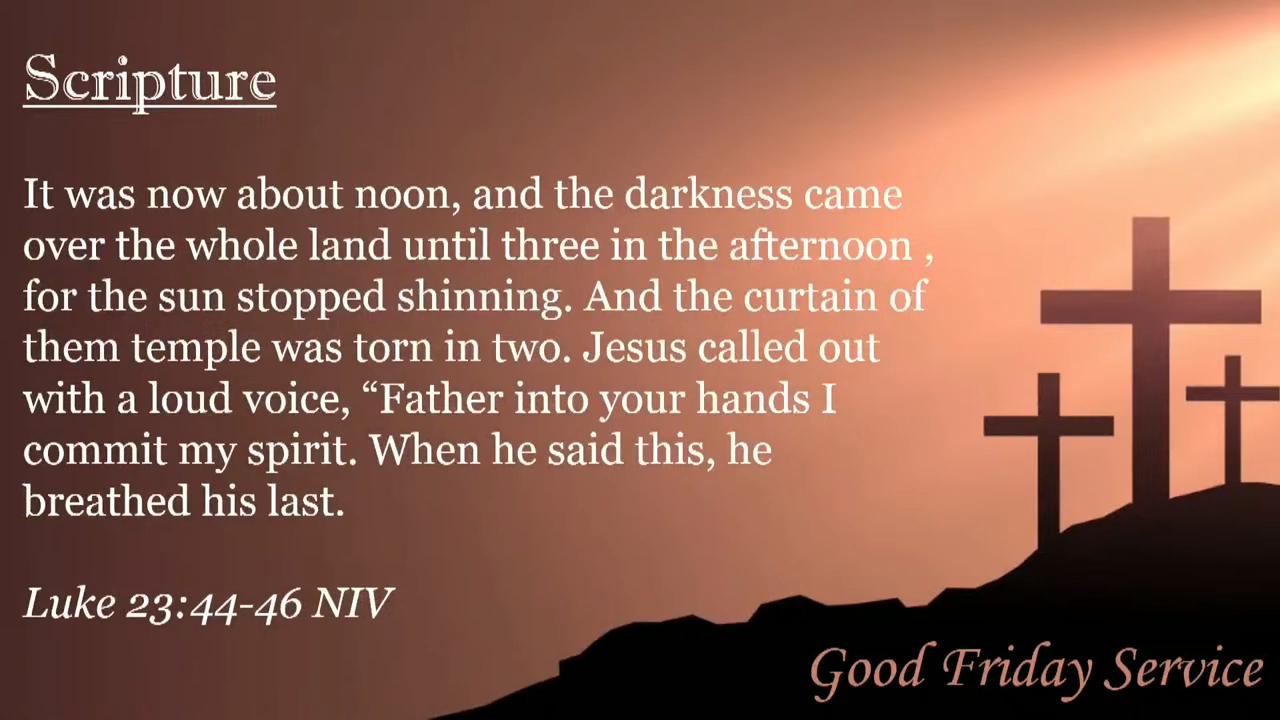 Scripture
It was now about noon, and the darkness came
over the whole land until three in the afternoon ,
for the sun stopped shinning. And the curtain of
them temple was torn in two. Jesus called out
with a loud voice, “Father into your hands I
commit my spirit. When he said this, he
breathed his last.
Luke 23:44-46 NIV
Good Friday Service